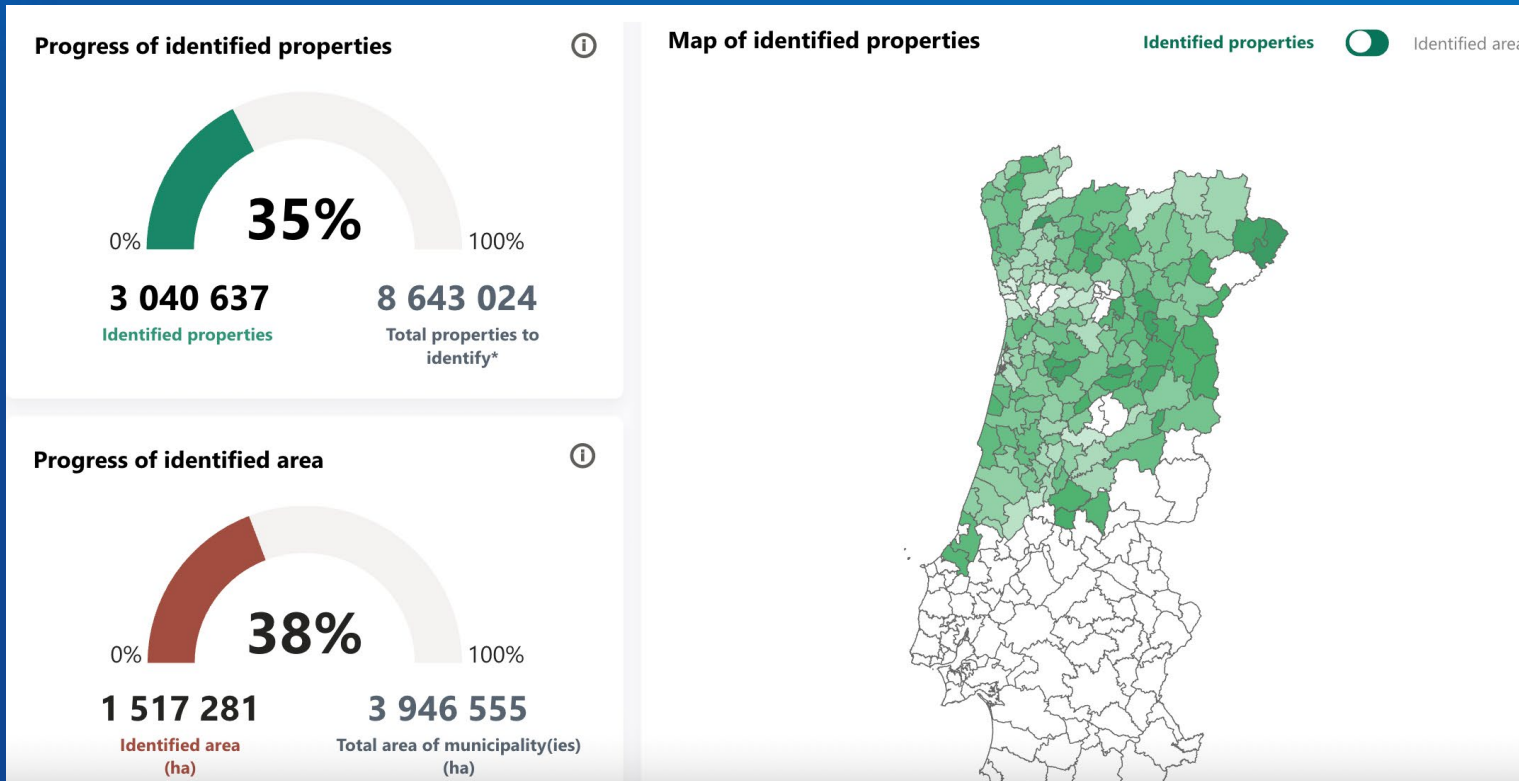 Progress of identified properties
35%
0%
100%
3 040 637
Identified properties
8 643 024
Total properties to
identify*
Progress of identified area
38%
0%
100%
1 517 281
Identified area
(ha)
3 946 555
Total area of municipality(ies)
(ha)
Map of identified properties
Identified properties
Identified area